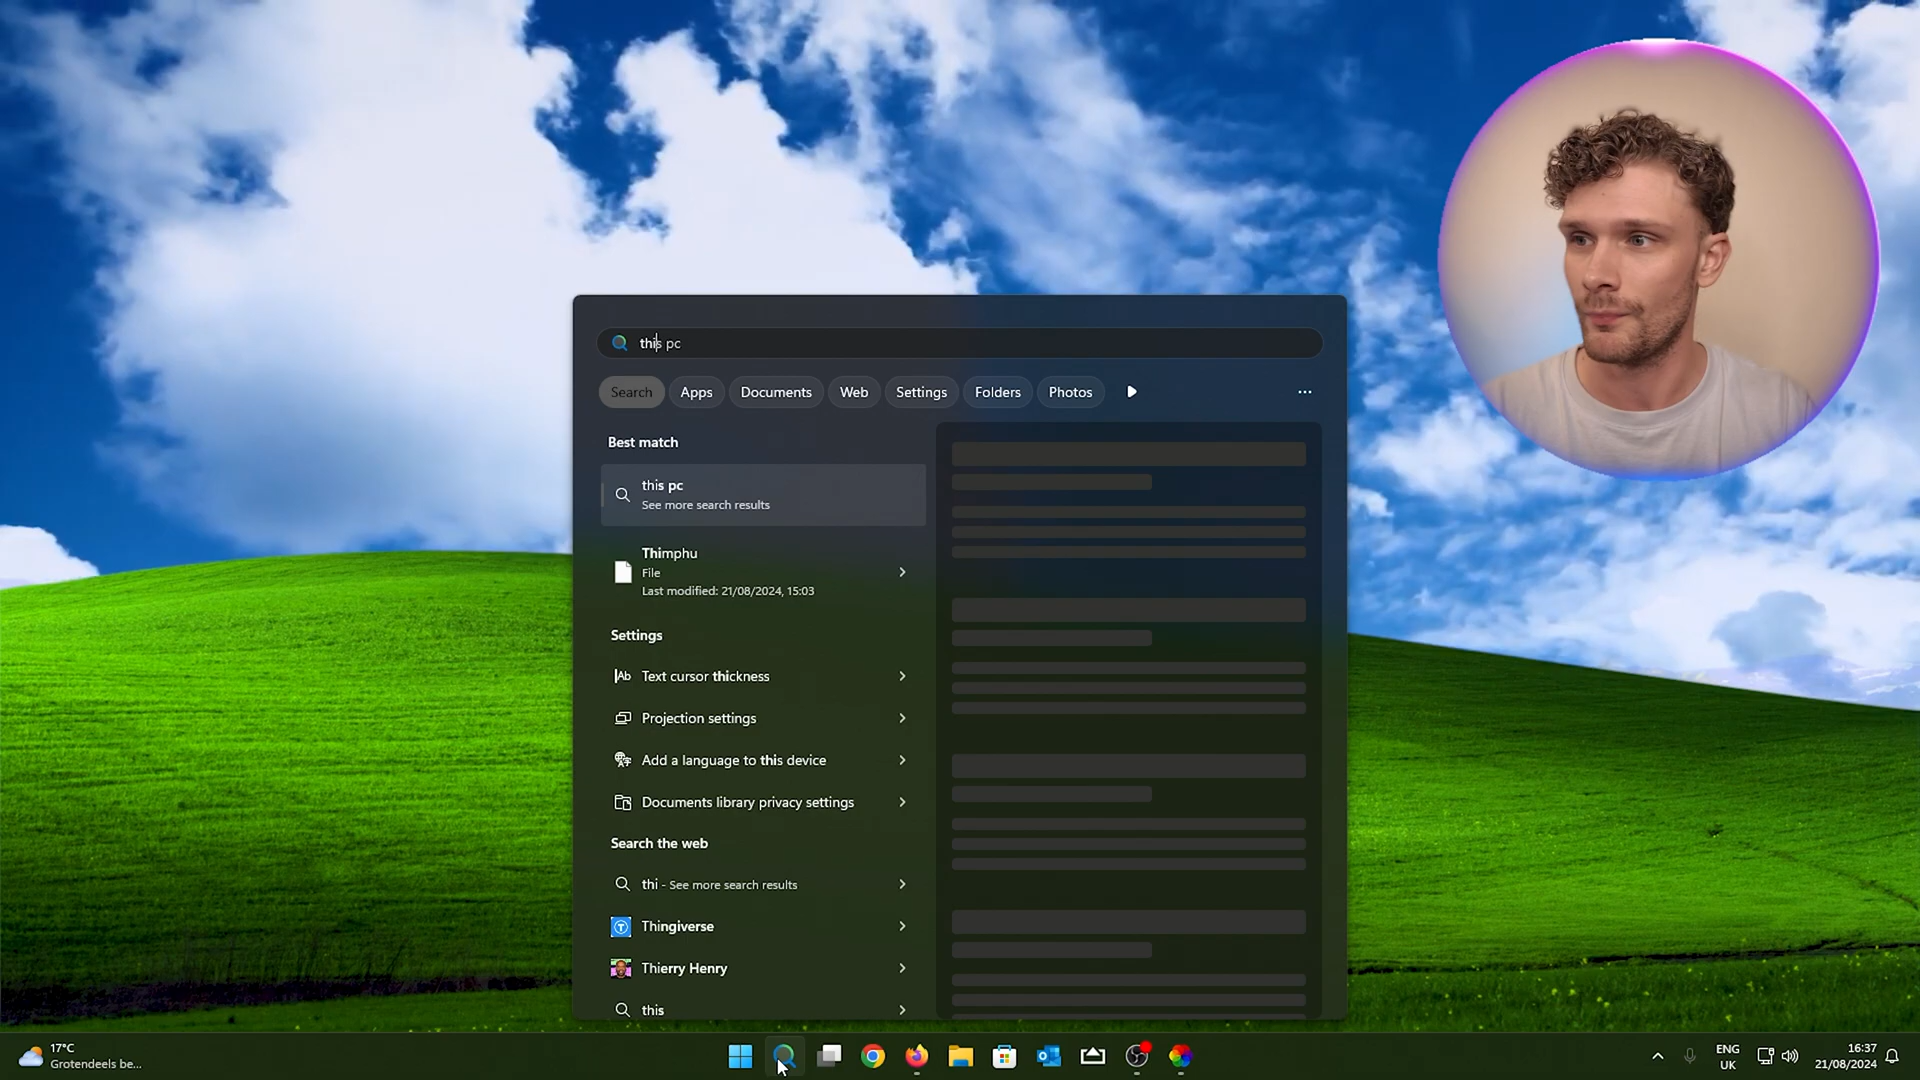 this pc
Search
Apps
Documents
Web
Settings
Folders
Photos
Best match
this pc
See more search results
Thimphu
File
Last modified: 21/08/2024, 15:03
Settings
Text cursor thickness
Projection settings
Add a language to this device
Documents library privacy settings
Search the web
thi - See more search results
Thingiverse
Thierry Henry
this
17°C
Grotendeels be...
ENG
UK
16:37
21/08/2024